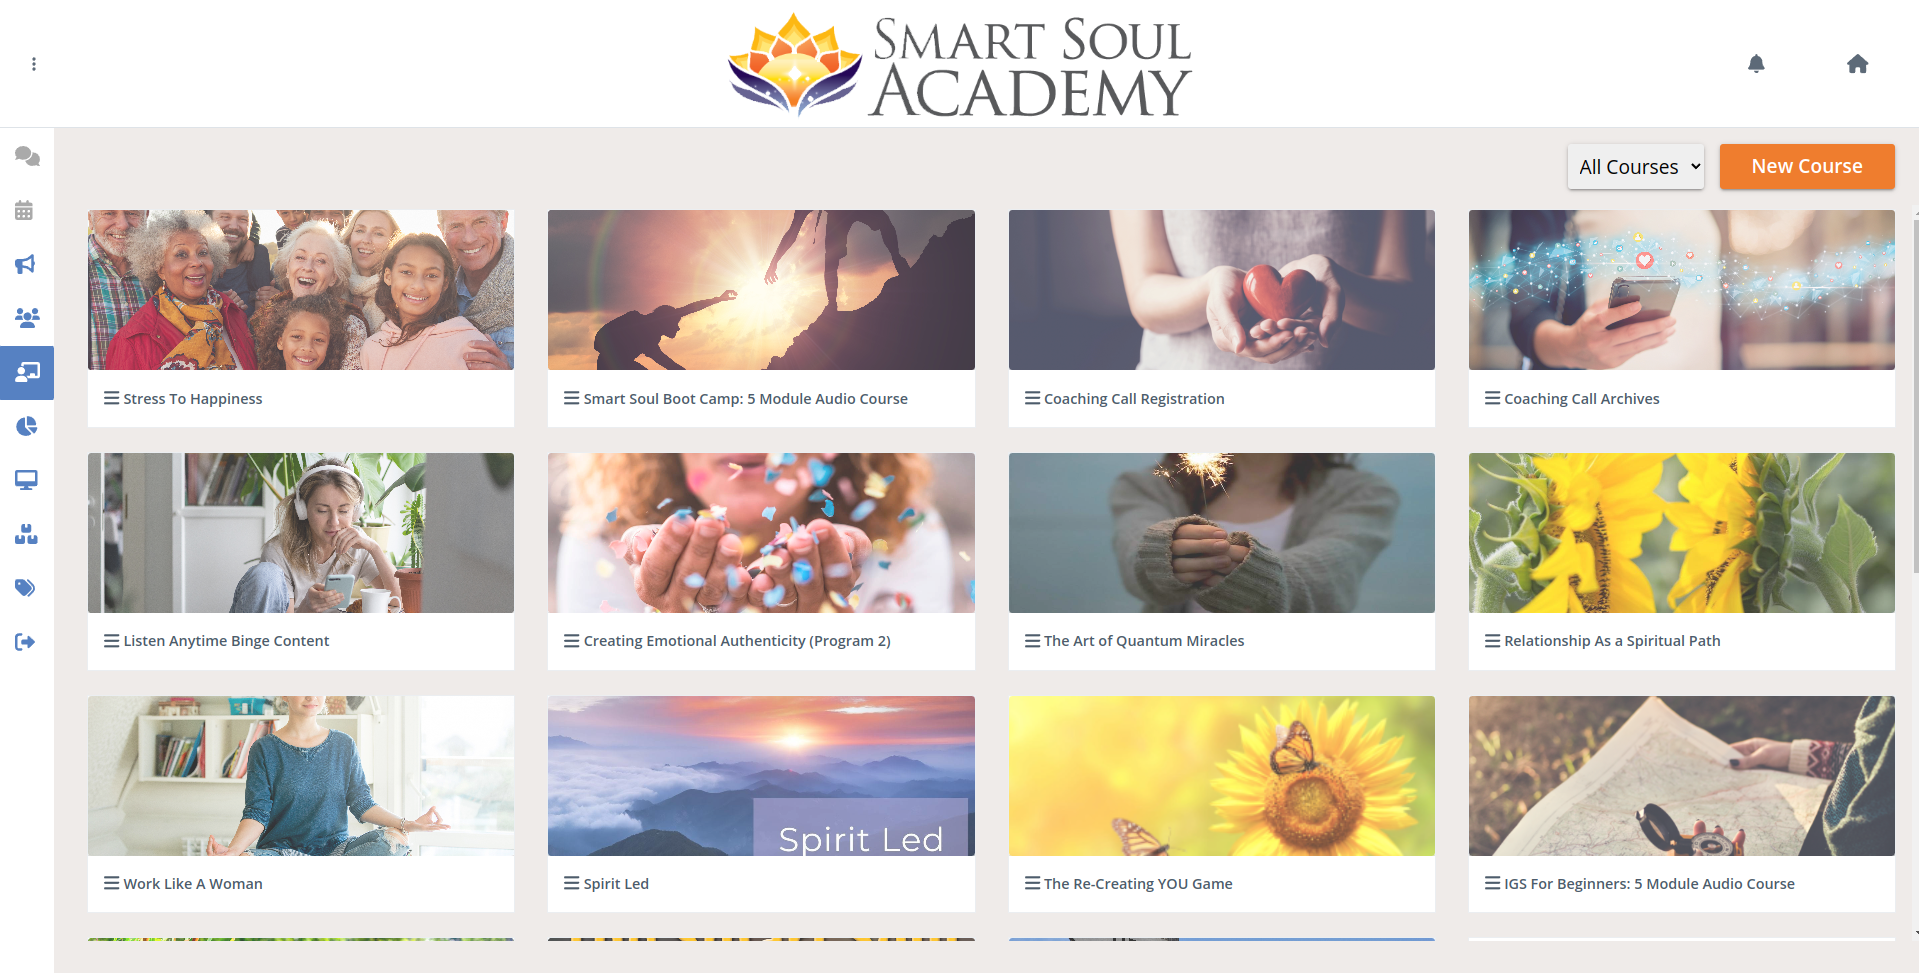 SMART SOUL
ACADEMY
All Courses
New Course
Stress To Happiness
Smart Soul Boot Camp: 5 Module Audio Course
Coaching Call Registration
Coaching Call Archives
Listen Anytime Binge Content
Creating Emotional Authenticity (Program 2)
The Art of Quantum Miracles
Relationship As a Spiritual Path
Spirit Led
Work Like A Woman
Spirit Led
The Re-Creating YOU Game
IGS For Beginners: 5 Module Audio Course